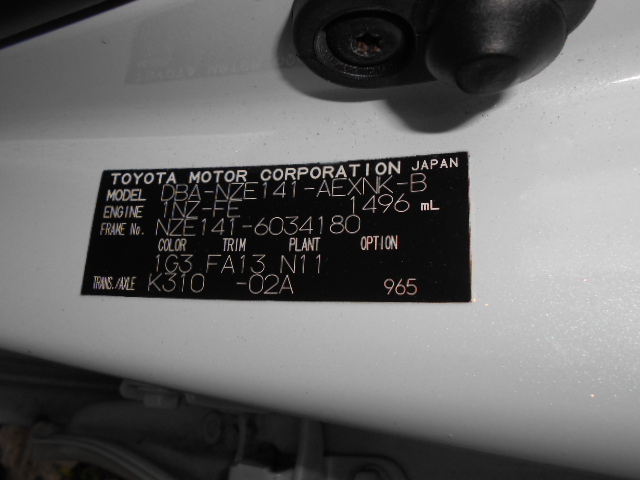 TOYOTA MOTOR CORPORATION JAPAN
MODEL DBA-NZE141-AEXNK-B
ENGINE 1NZ-FE 1496 mL
FRAME No. NZE141-6034180
COLOR TRIM PLANT OPTION
1G3 FA13 N11
TRANS./AXLE K310 -02A 965